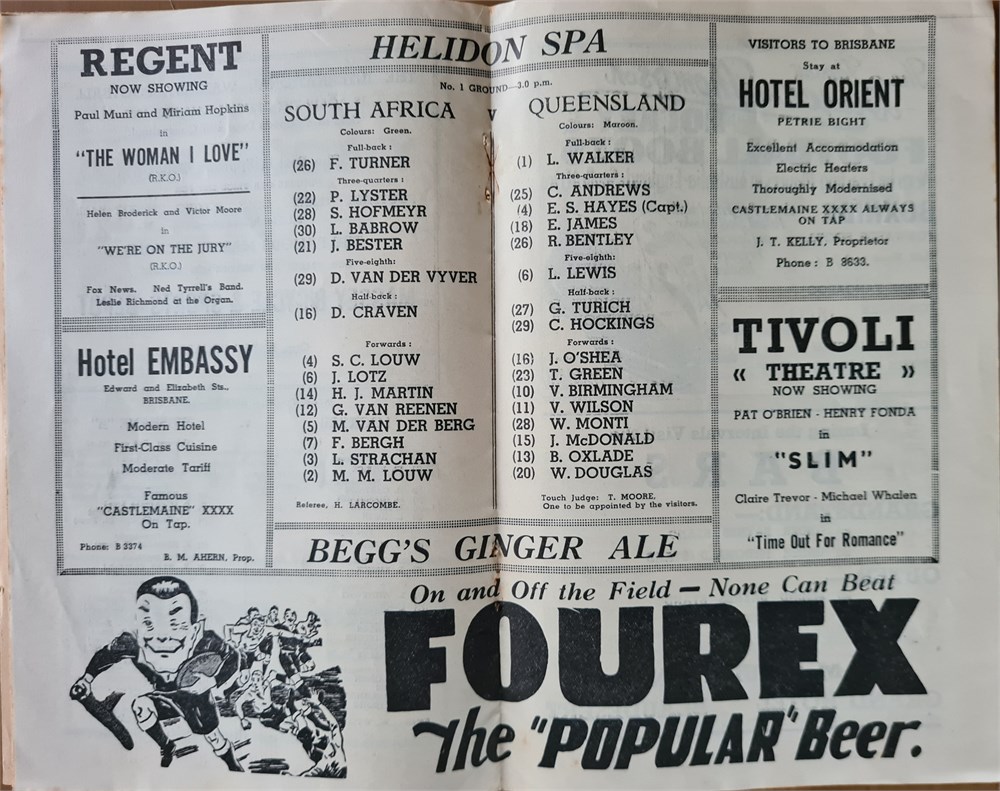 REGENT
NOW SHOWING
Paul Muni and Miriam Hopkins
in
"THE WOMAN I LOVE"
(R.K.O.)
Helen Broderick and Victor Moore
in
"WE'RE ON THE JURY"
(R.K.O.)
Fox News. Ned Tyrrell's Band.
Leslie Richmond at the Organ.
Hotel EMBASSY
Edward and Elizabeth Sts.,
BRISBANE.
Modern Hotel
First-Class Cuisine
Moderate Tariff
Famous
"CASTLEMAINE" XXXX
On Tap.
Phone: B 3374
B. M. AHERN, Prop.
HELIDON SPA
No. 1 GROUND—3.0 p.m.
SOUTH AFRICA V QUEENSLAND
Colours: Green.
Full-back:
(26) F. TURNER
Three-quarters:
(22) P. LYSTER
(28) S. HOFMEYR
(30) L. BABROW
(21) J. BESTER
Five-eighth:
(29) D. VAN DER VYVER
Half-back:
(16) D. CRAVEN
Forwards:
(4) S. C. LOUW
(6) J. LOTZ
(14) H. J. MARTIN
(12) G. VAN REENEN
(5) M. VAN DER BERG
(7) F. BERGH
(3) L. STRACHAN
(2) M. M. LOUW
Referee, H. LARCOMBE.
Colours: Maroon.
Full-back:
(1) L. WALKER
Three-quarters:
(25) C. ANDREWS
(4) E. S. HAYES (Capt.)
(18) E. JAMES
(26) R. BENTLEY
Five-eighth:
(6) L. LEWIS
Half-back:
(27) G. TURICH
(29) C. HOCKINGS
Forwards:
(16) J. O'SHEA
(23) T. GREEN
(10) V. BIRMINGHAM
(11) V. WILSON
(28) W. MONTI
(15) J. McDONALD
(13) B. OXLADE
(20) W. DOUGLAS
Touch Judge: T. MOORE.
One to be appointed by the visitors.
BEGG'S GINGER ALE
VISITORS TO BRISBANE
Stay at
HOTEL ORIENT
PETRIE BIGHT
Excellent Accommodation
Electric Heaters
Thoroughly Modernised
CASTLEMAINE XXXX ALWAYS
ON TAP
J. T. KELLY, Proprietor
Phone: B 3633.
TIVOLI
« THEATRE »
NOW SHOWING
PAT O'BRIEN - HENRY FONDA
in
"SLIM"
Claire Trevor - Michael Whalen
in
"Time Out For Romance"
On and Off the Field — None Can Beat
FOUREX
The "POPULAR" Beer.